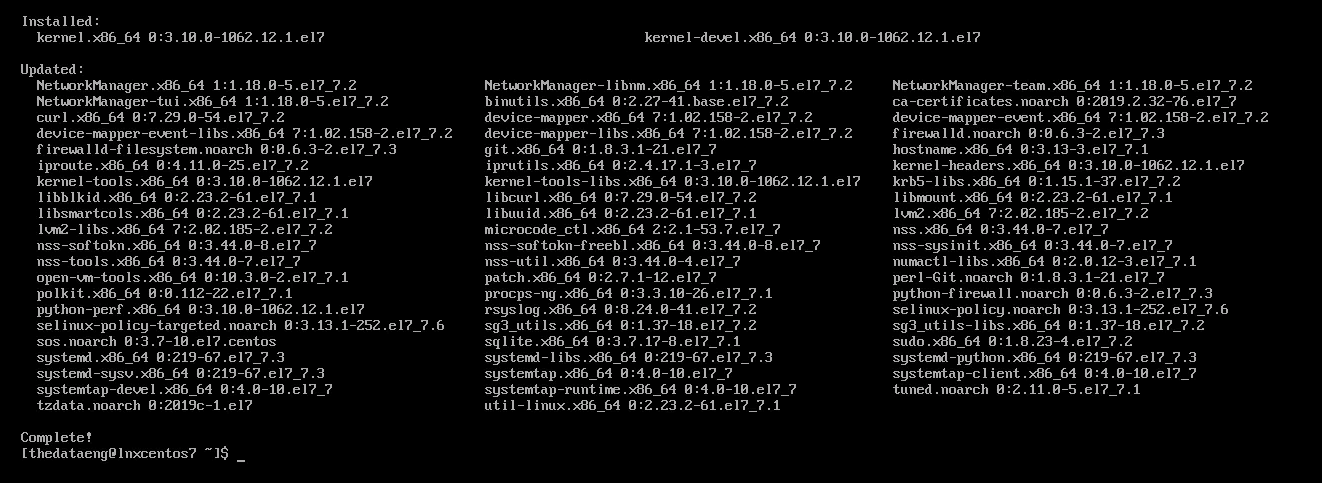 Installed:
kernel.x86_64 0:3.10.0-1062.12.1.el7 kernel-devel.x86_64 0:3.10.0-1062.12.1.el7
Updated:
NetworkManager.x86_64 1:1.18.0-5.el7_7.2 NetworkManager-libnm.x86_64 1:1.18.0-5.el7_7.2 NetworkManager-team.x86_64 1:1.18.0-5.el7_7.2
NetworkManager-tui.x86_64 1:1.18.0-5.el7_7.2 binutils.x86_64 0:2.27-41.base.el7_7.2 ca-certificates.noarch 0:2019.2.32-76.el7_7
curl.x86_64 0:7.29.0-54.el7_7.2 device-mapper.x86_64 7:1.02.158-2.el7_7.2 device-mapper-event.x86_64 7:1.02.158-2.el7_7.2
device-mapper-event-libs.x86_64 7:1.02.158-2.el7_7.2 device-mapper-libs.x86_64 7:1.02.158-2.el7_7.2 firewalld.noarch 0:0.6.3-2.el7_7.3
firewalld-filesystem.noarch 0:0.6.3-2.el7_7.3 git.x86_64 0:1.8.3.1-21.el7_7 hostname.x86_64 0:3.13-3.el7_7.1
iproute.x86_64 0:4.11.0-25.el7_7.2 iprutils.x86_64 0:2.4.17.1-3.el7_7 kernel-headers.x86_64 0:3.10.0-1062.12.1.el7
kernel-tools.x86_64 0:3.10.0-1062.12.1.el7 kernel-tools-libs.x86_64 0:3.10.0-1062.12.1.el7 krb5-libs.x86_64 0:1.15.1-37.el7_7.2
libblkid.x86_64 0:2.23.2-61.el7_7.1 libcurl.x86_64 0:7.29.0-54.el7_7.2 libmount.x86_64 0:2.23.2-61.el7_7.1
libsmartcols.x86_64 0:2.23.2-61.el7_7.1 libuuid.x86_64 0:2.23.2-61.el7_7.1 lvm2.x86_64 7:2.02.185-2.el7_7.2
lvm2-libs.x86_64 7:2.02.185-2.el7_7.2 microcode_ctl.x86_64 2:2.1-53.7.el7_7 nss.x86_64 0:3.44.0-7.el7_7
nss-softokn.x86_64 0:3.44.0-8.el7_7 nss-softokn-freebl.x86_64 0:3.44.0-8.el7_7 nss-sysinit.x86_64 0:3.44.0-7.el7_7
nss-tools.x86_64 0:3.44.0-7.el7_7 nss-util.x86_64 0:3.44.0-4.el7_7 numactl-libs.x86_64 0:2.0.12-3.el7_7.1
open-vm-tools.x86_64 0:10.3.0-2.el7_7.1 patch.x86_64 0:2.7.1-12.el7_7 perl-Git.noarch 0:1.8.3.1-21.el7_7
polkit.x86_64 0:0.112-22.el7_7.1 procps-ng.x86_64 0:3.3.10-26.el7_7.1 python-firewall.noarch 0:0.6.3-2.el7_7.3
python-perf.x86_64 0:3.10.0-1062.12.1.el7 rsyslog.x86_64 0:8.24.0-41.el7_7.2 selinux-policy.noarch 0:3.13.1-252.el7_7.6
selinux-policy-targeted.noarch 0:3.13.1-252.el7_7.6 sg3_utils.x86_64 0:1.37-18.el7_7.2 sg3_utils-libs.x86_64 0:1.37-18.el7_7.2
sos.noarch 0:3.7-10.el7.centos sqlite.x86_64 0:3.7.17-8.el7_7.1 sudo.x86_64 0:1.8.23-4.el7_7.2
systemd.x86_64 0:219-67.el7_7.3 systemd-libs.x86_64 0:219-67.el7_7.3 systemd-python.x86_64 0:219-67.el7_7.3
systemd-sysv.x86_64 0:219-67.el7_7.3 systemtap.x86_64 0:4.0-10.el7_7 systemtap-client.x86_64 0:4.0-10.el7_7
systemtap-devel.x86_64 0:4.0-10.el7_7 systemtap-runtime.x86_64 0:4.0-10.el7_7 tuned.noarch 0:2.11.0-5.el7_7.1
tzdata.noarch 0:2019c-1.el7 util-linux.x86_64 0:2.23.2-61.el7_7.1
Complete!
[thedataeng@lnxcentos7 ~]$ _